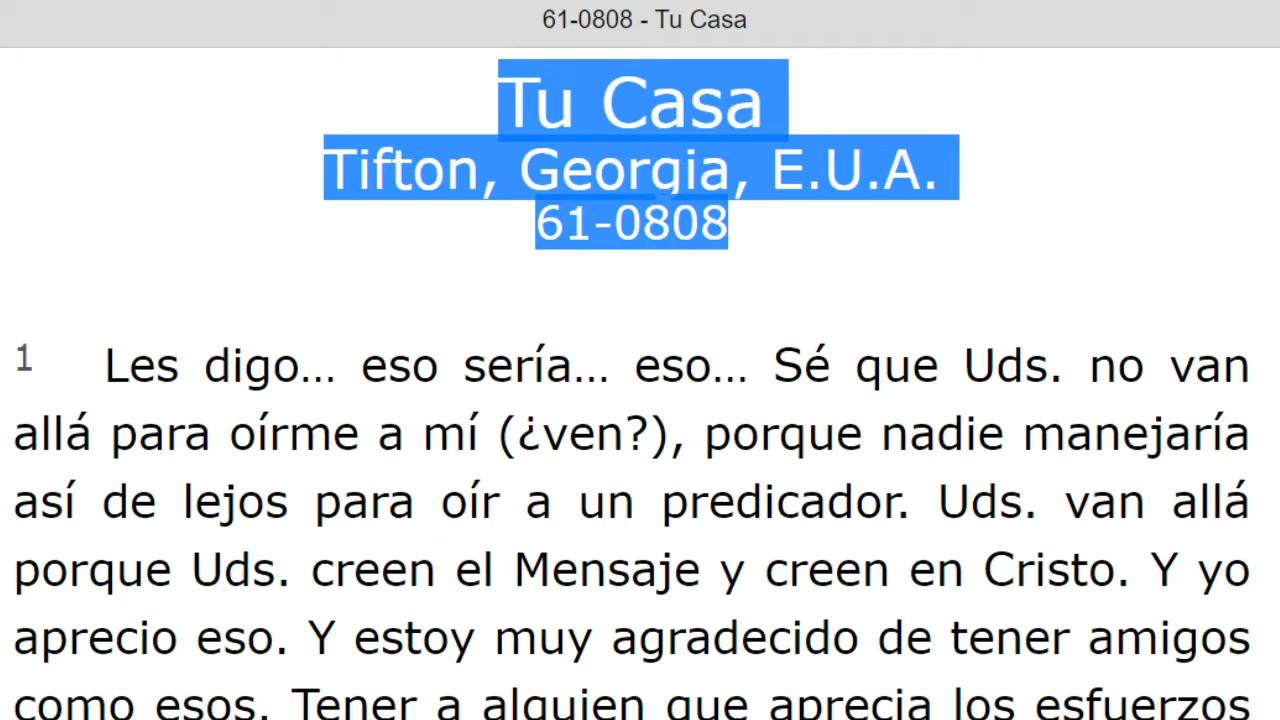 61-0808 - Tu Casa
Tu Casa
Tifton, Georgia, E.U.A.
61-0808
1 Les digo… eso sería… eso… Sé que Uds. no van
allá para oírme a mí (¿ven?), porque nadie manejaría
así de lejos para oír a un predicador. Uds. van allá
porque Uds. creen el Mensaje y creen en Cristo. Y yo
aprecio eso. Y estoy muy agradecido de tener amigos
como esos. Tener a alguien que aprecia los esfuerzos